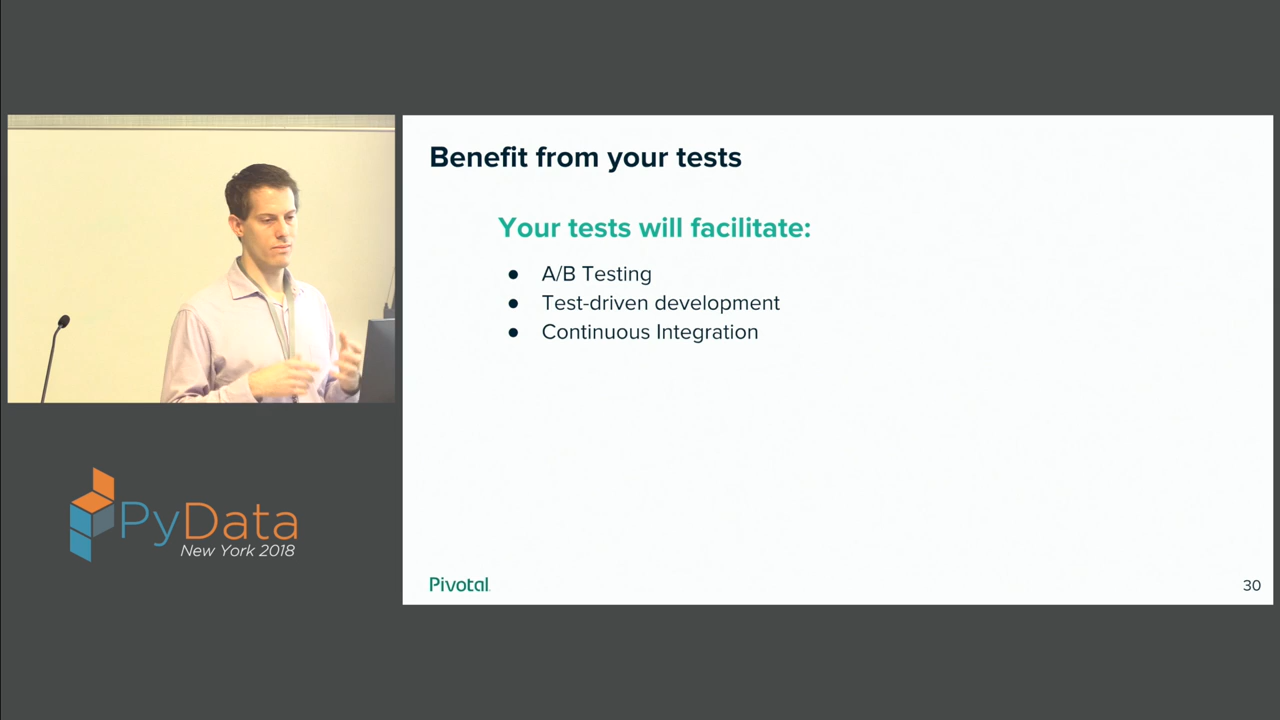 Benefit from your tests
Your tests will facilitate:
● A/B Testing
● Test-driven development
● Continuous Integration
PyData
New York 2018
Pivotal
30